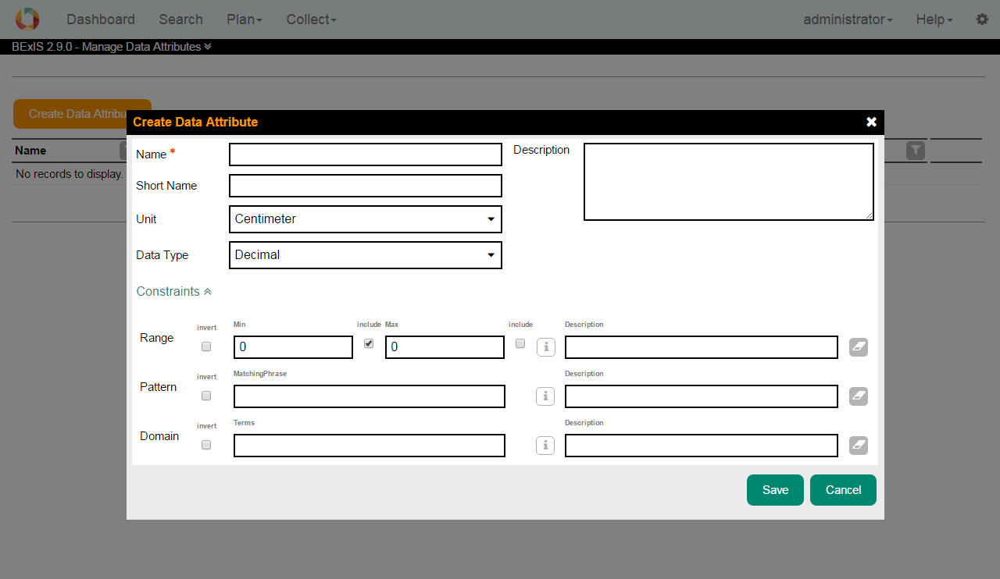 Dashboard Search Plan Collect administrator Help
BExIS 2.9.0 - Manage Data Attributes
Create Data Attribu
Create Data Attribute
Name
Name *
Description
No records to display.
Short Name
Unit Centimeter
Data Type Decimal
Constraints
Range invert Min include Max include Description
0 0
Pattern invert MatchingPhrase Description
Domain invert Terms Description
Save Cancel